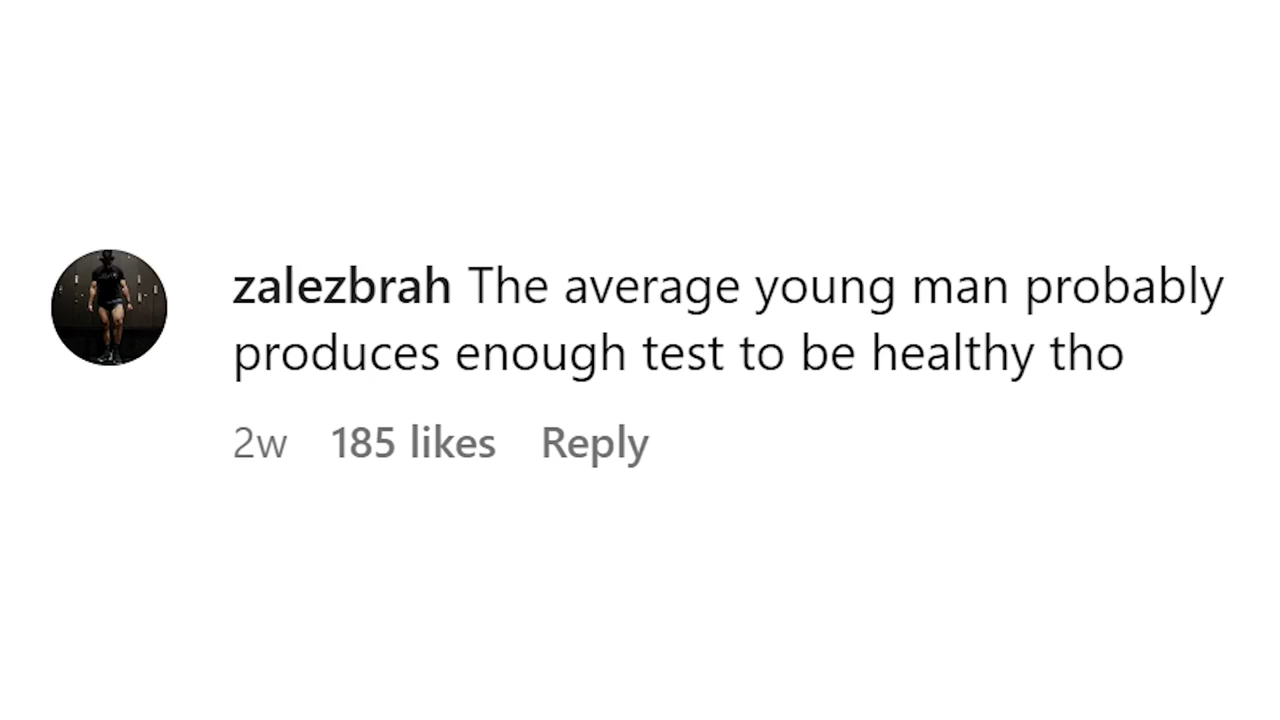 zalezbrah The average young man probably
produces enough test to be healthy tho
2w 185 likes Reply